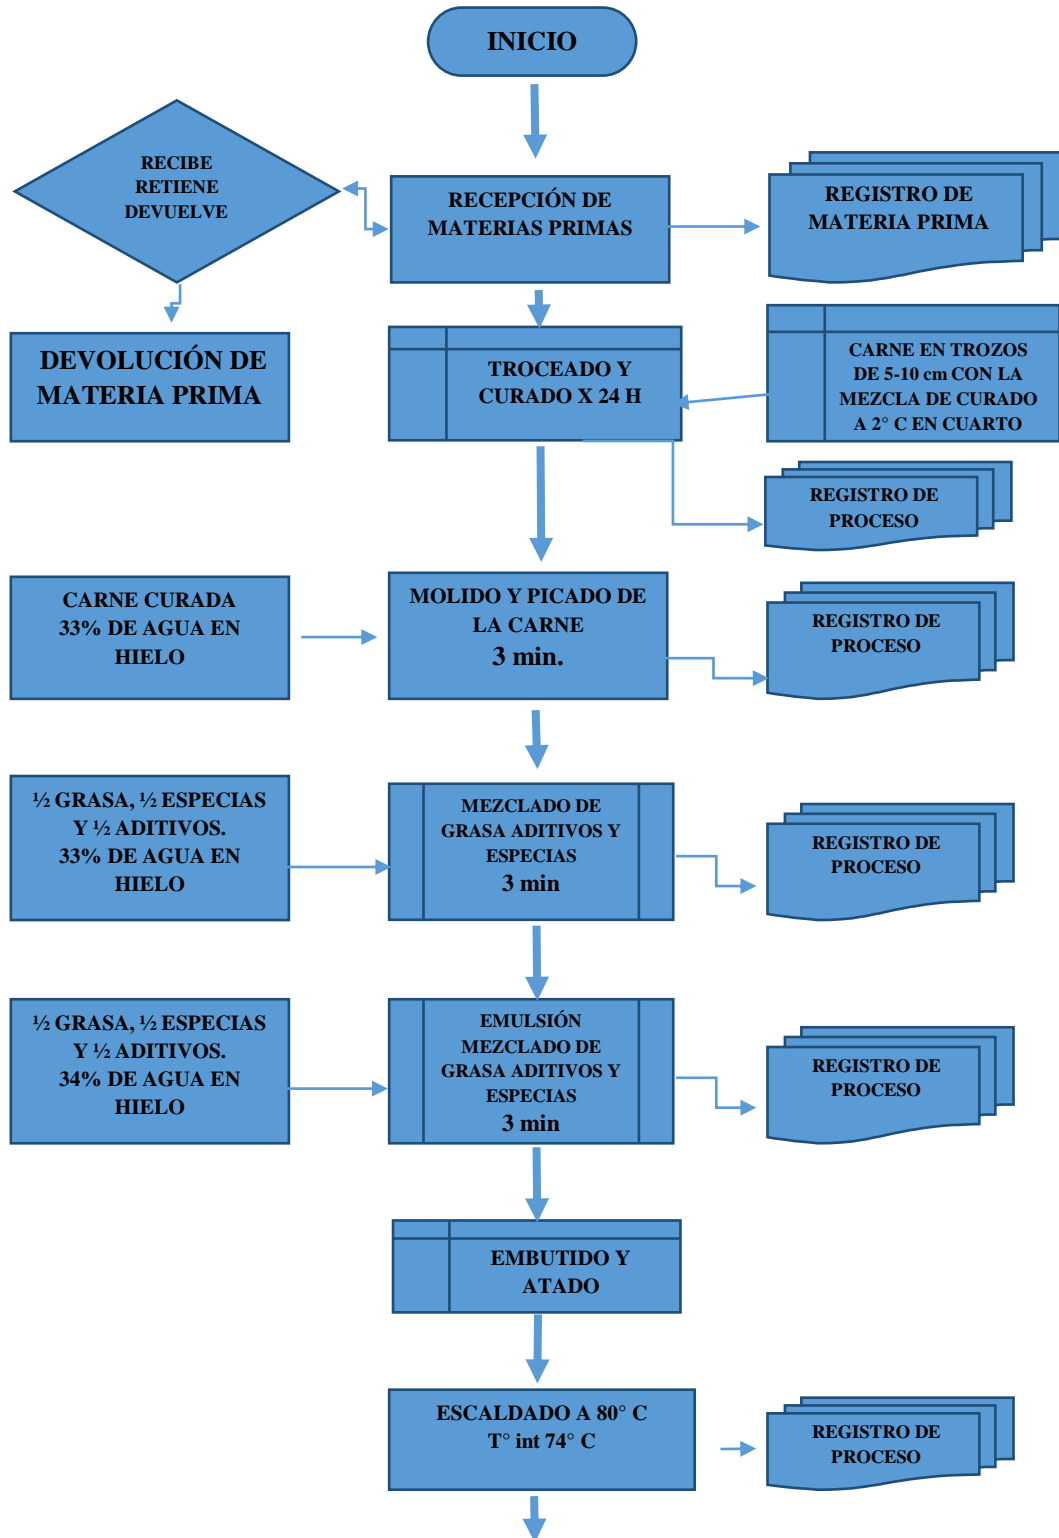 INICIO
RECIBE
RETIENE
DEVUELVE
RECEPCIÓN DE
MATERIAS PRIMAS
REGISTRO DE
MATERIA PRIMA
DEVOLUCIÓN DE
MATERIA PRIMA
TROCEADO Y
CURADO X 24 H
CARNE EN TROZOS
DE 5-10 cm CON LA
MEZCLA DE CURADO
A 2° C EN CUARTO
REGISTRO DE
PROCESO
CARNE CURADA
33% DE AGUA EN
HIELO
MOLIDO Y PICADO DE
LA CARNE
3 min.
REGISTRO DE
PROCESO
½ GRASA, ½ ESPECIAS
Y ½ ADITIVOS.
33% DE AGUA EN
HIELO
MEZCLADO DE
GRASA ADITIVOS Y
ESPECIAS
3 min
REGISTRO DE
PROCESO
½ GRASA, ½ ESPECIAS
Y ½ ADITIVOS.
34% DE AGUA EN
HIELO
EMULSIÓN
MEZCLADO DE
GRASA ADITIVOS Y
ESPECIAS
3 min
REGISTRO DE
PROCESO
EMBUTIDO Y
ATADO
ESCALDADO A 80° C
T° int 74° C
REGISTRO DE
PROCESO